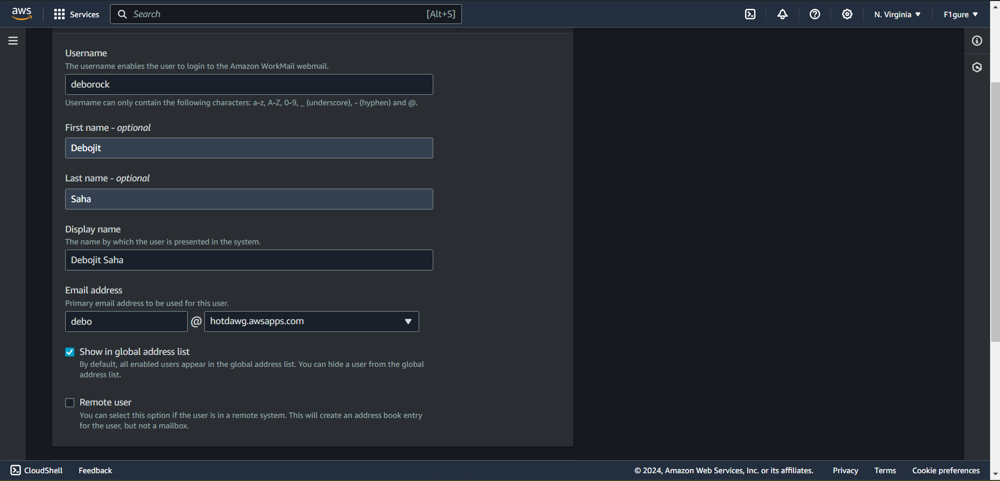 aws
Services
Search
[Alt+S]
N. Virginia
F1gure
Username
The username enables the user to login to the Amazon WorkMail webmail.
deborock
Username can only contain the following characters: a-z, A-Z, 0-9, _ (underscore), - (hyphen) and @.
First name - optional
Debojit
Last name - optional
Saha
Display name
The name by which the user is presented in the system.
Debojit Saha
Email address
Primary email address to be used for this user.
debo @ hotdawg.awsapps.com
Show in global address list
By default, all enabled users appear in the global address list. You can hide a user from the global
address list.
Remote user
You can select this option if the user is in a remote system. This will create an address book entry
for the user, but not a mailbox.
CloudShell
Feedback
© 2024, Amazon Web Services, Inc. or its affiliates.
Privacy
Terms
Cookie preferences